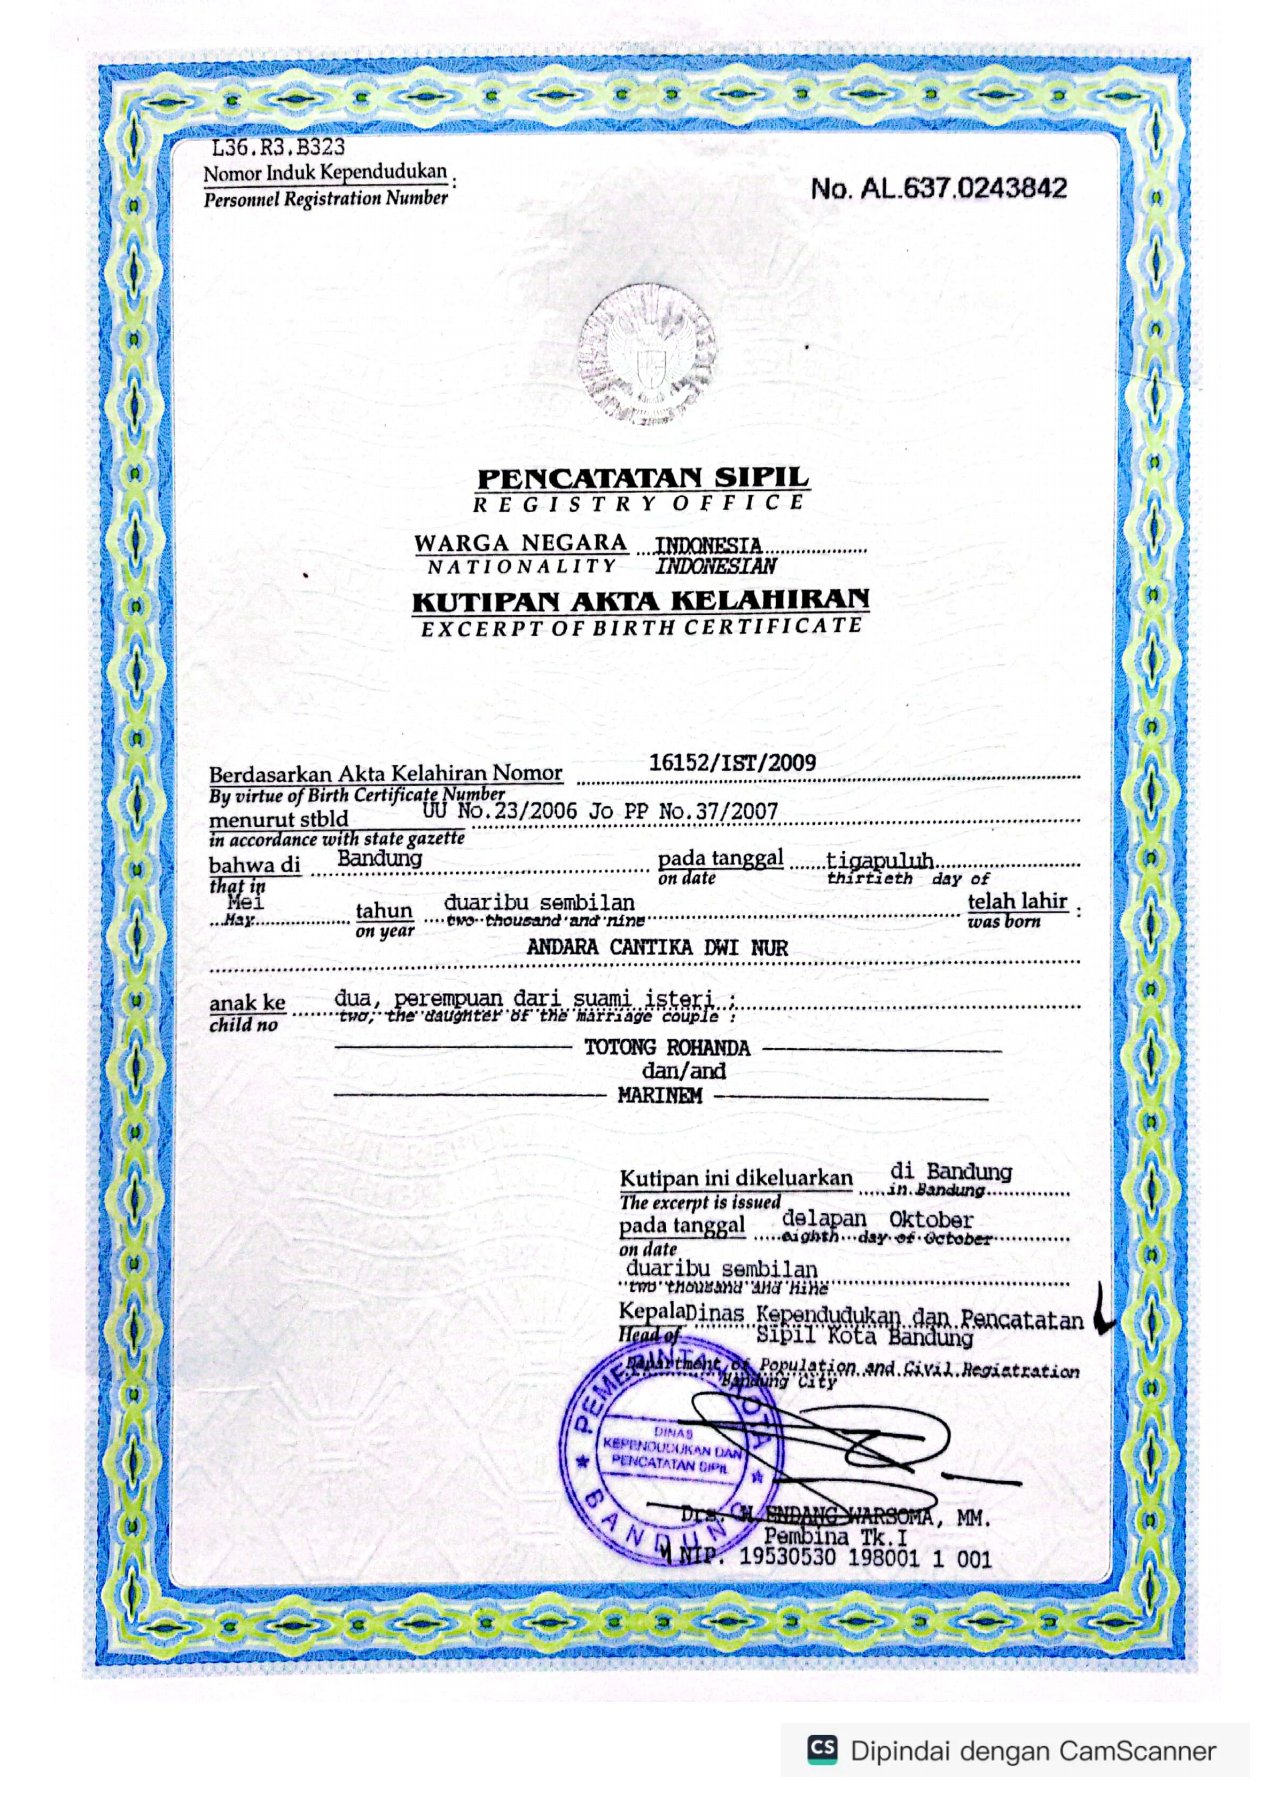 L36.R3.B323
Nomor Induk Kependudukan :
Personnel Registration Number
No. AL.637.0243842
PENCATATAN SIPIL
REGISTRY OFFICE
WARGA NEGARA INDONESIA
NATIONALITY INDONESIAN
KUTIPAN AKTA KELAHIRAN
EXCERPT OF BIRTH CERTIFICATE
Berdasarkan Akta Kelahiran Nomor 16152/IST/2009
By virtue of Birth Certificate Number
menurut stbld UU No.23/2006 Jo PP No.37/2007
in accordance with state gazette
bahwa di Bandung pada tanggal tigapuluh
that in on date thirtieth day of
Mei tahun duaribu sembilan telah lahir :
May on year two thousand and nine was born
ANDARA CANTIKA DWI NUR
anak ke dua, perempuan dari suami isteri :
child no two, the daughter of the marriage couple :
TOTONG ROHANDA
dan/and
MARINEM
Kutipan ini dikeluarkan di Bandung
The excerpt is issued in Bandung
pada tanggal delapan Oktober
on date eighth day of October
duaribu sembilan
two thousand and nine
Kepala Dinas Kependudukan dan Pencatatan
Head of Sipil Kota Bandung
Department of Population and Civil Registration
Bandung City
PEMERINTAH KOTA
DINAS
KEPENDUDUKAN DAN
PENCATATAN SIPIL
BANDUNG
Drs. H. ENDANG WARSOMA, MM.
Pembina Tk.I
NIP. 19530530 198001 1 001
CS Dipindai dengan CamScanner